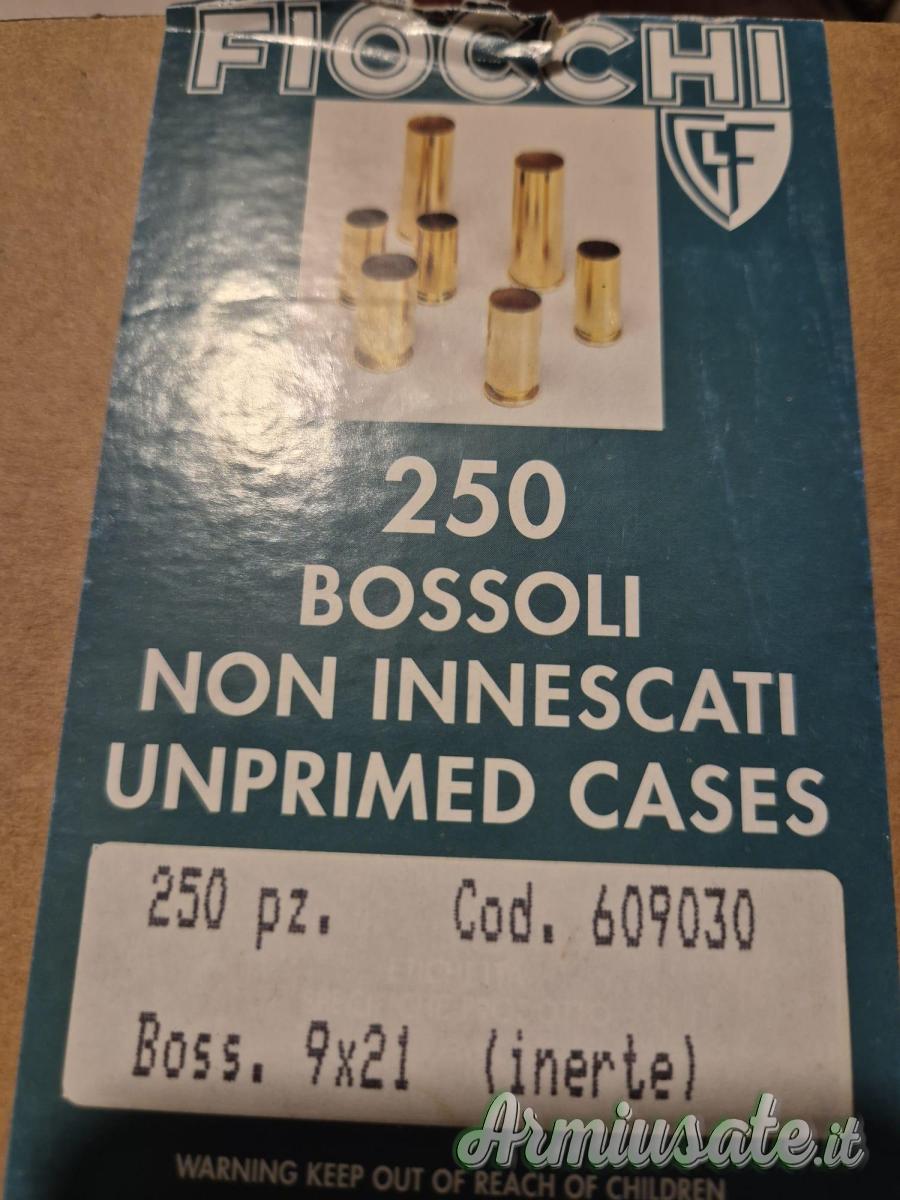 FIOCCHI
GFL
250
BOSSOLI
NON INNESCATI
UNPRIMED CASES
250 pz. Cod. 609030
Boss. 9x21 (inerte)
WARNING KEEP OUT OF REACH OF CHILDREN
Armiusate.it